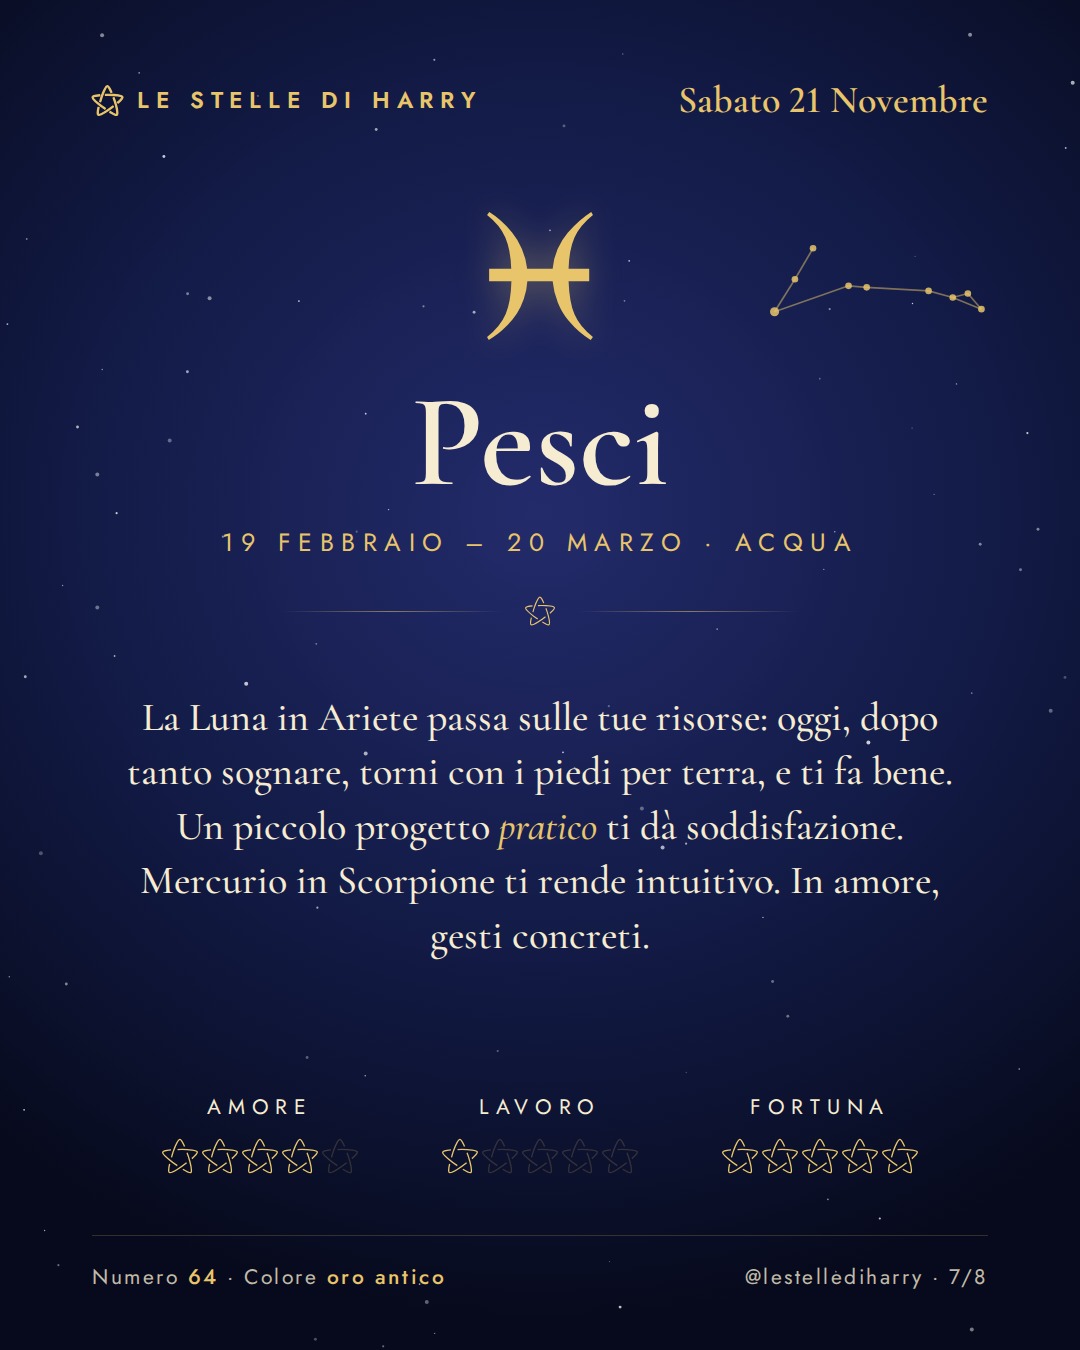 LE STELLE DI HARRY
Sabato 21 Novembre
Pesci
19 FEBBRAIO — 20 MARZO · ACQUA
La Luna in Ariete passa sulle tue risorse: oggi, dopo
tanto sognare, torni con i piedi per terra, e ti fa bene.
Un piccolo progetto pratico ti dà soddisfazione.
Mercurio in Scorpione ti rende intuitivo. In amore,
gesti concreti.
AMORE
LAVORO
FORTUNA
Numero 64 · Colore oro antico
@lestellediharry · 7/8